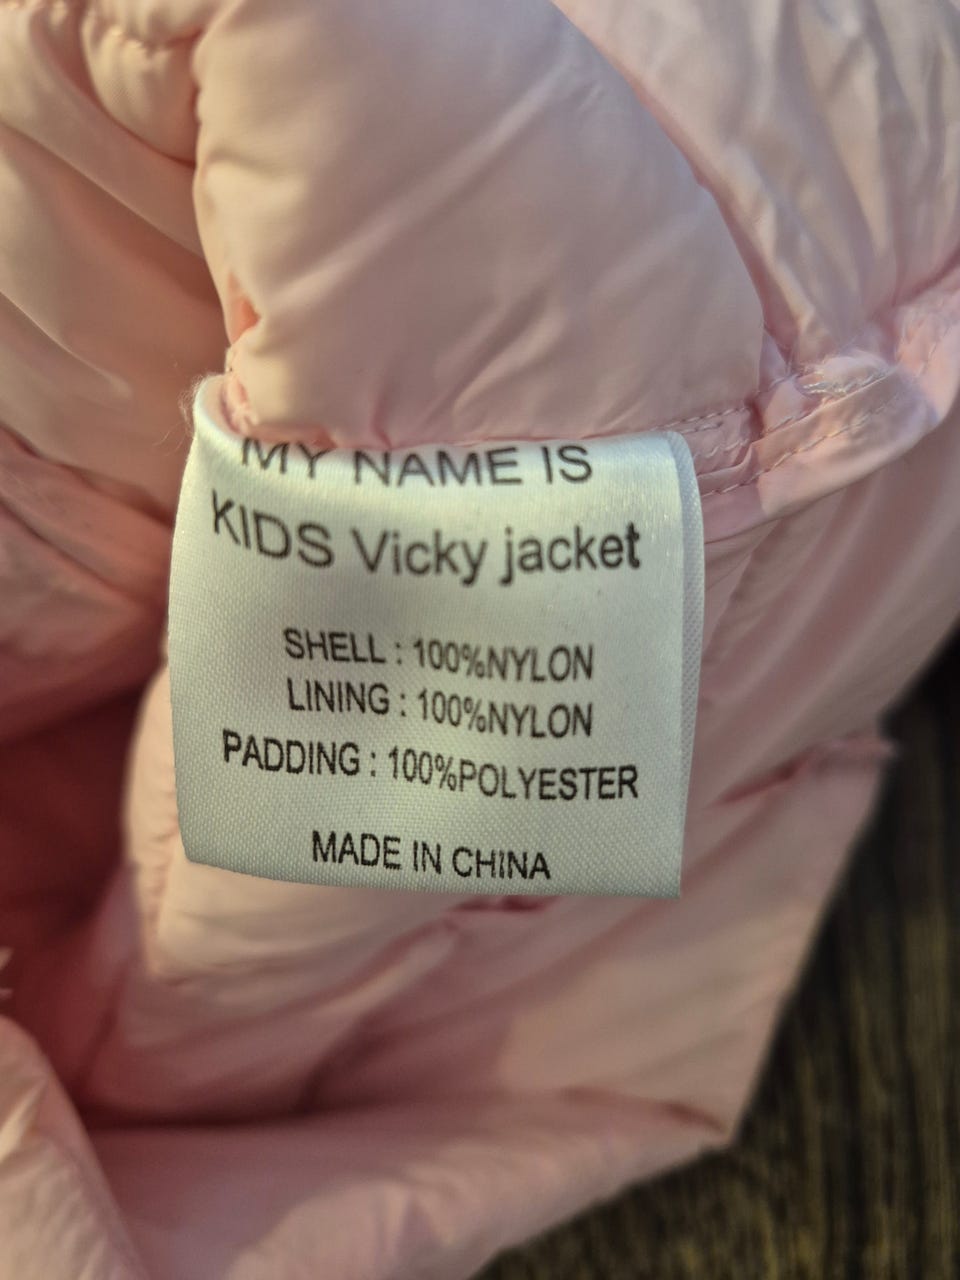 MY NAME IS
KIDS Vicky jacket
SHELL : 100%NYLON
LINING : 100%NYLON
PADDING : 100%POLYESTER
MADE IN CHINA